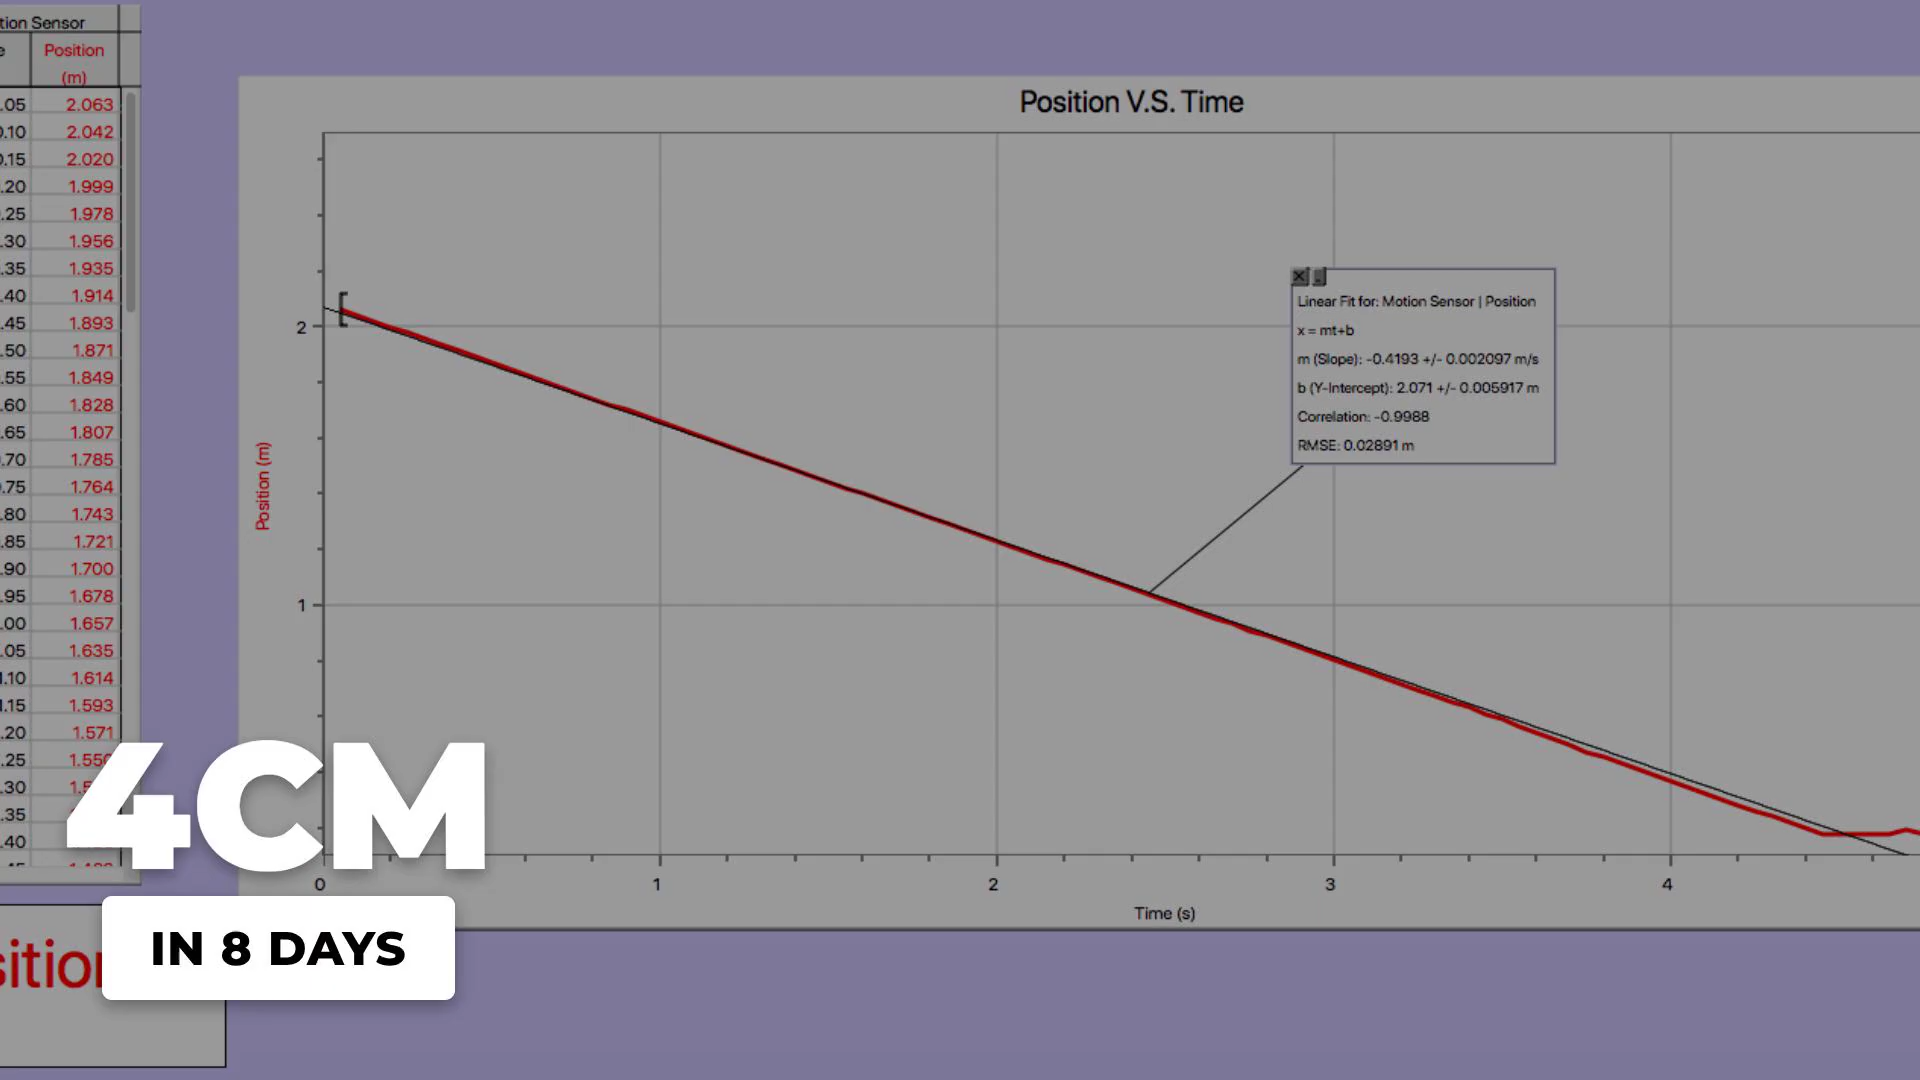 tion Sensor
e Position
(m)
.05 2.063
0.10 2.042
0.15 2.020
.20 1.999
.25 1.978
.30 1.956
.35 1.935
.40 1.914
.45 1.893
.50 1.871
.55 1.849
.60 1.828
.65 1.807
.70 1.785
.75 1.764
.80 1.743
.85 1.721
.90 1.700
.95 1.678
.00 1.657
.05 1.635
1.10 1.614
1.15 1.593
.20 1.571
.25
.30
.35
.40
Position V.S. Time
2
1
Position (m)
0 1 2 3 4
Time (s)
Linear Fit for: Motion Sensor | Position
x = mt+b
m (Slope): -0.4193 +/- 0.002097 m/s
b (Y-Intercept): 2.071 +/- 0.005917 m
Correlation: -0.9988
RMSE: 0.02891 m
4CM
IN 8 DAYS